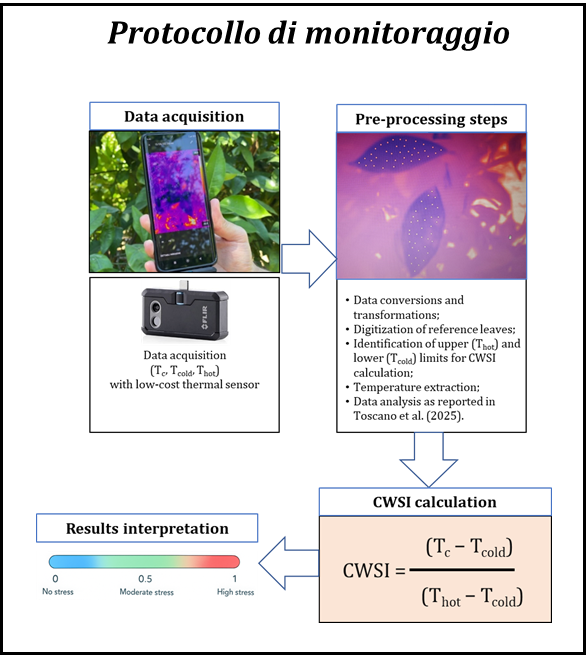 Protocollo di monitoraggio
Data acquisition
FLIR
Data acquisition
(Tc, Tcold, Thot)
with low-cost thermal sensor
Pre-processing steps
• Data conversions and
transformations;
• Digitization of reference leaves;
• Identification of upper (Thot) and
lower (Tcold) limits for CWSI
calculation;
• Temperature extraction;
• Data analysis as reported in
Toscano et al. (2025).
CWSI calculation
CWSI = (Tc – Tcold)
(Thot – Tcold)
Results interpretation
0 0.5 1
No stress Moderate stress High stress